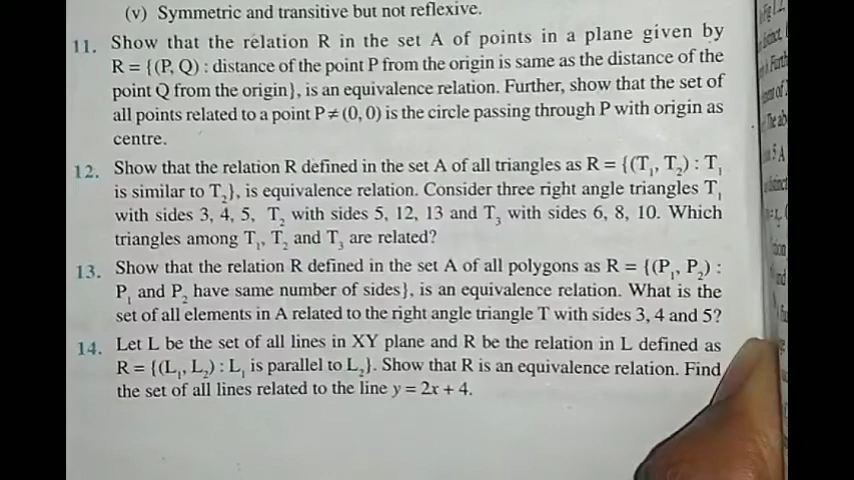 (v) Symmetric and transitive but not reflexive.
11. Show that the relation R in the set A of points in a plane given by
R = {(P, Q) : distance of the point P from the origin is same as the distance of the
point Q from the origin}, is an equivalence relation. Further, show that the set of
all points related to a point P ≠ (0, 0) is the circle passing through P with origin as
centre.
12. Show that the relation R defined in the set A of all triangles as R = {(T₁, T₂) : T₁
is similar to T₂}, is equivalence relation. Consider three right angle triangles T₁
with sides 3, 4, 5, T₂ with sides 5, 12, 13 and T₃ with sides 6, 8, 10. Which
triangles among T₁, T₂ and T₃ are related?
13. Show that the relation R defined in the set A of all polygons as R = {(P₁, P₂) :
P₁ and P₂ have same number of sides}, is an equivalence relation. What is the
set of all elements in A related to the right angle triangle T with sides 3, 4 and 5?
14. Let L be the set of all lines in XY plane and R be the relation in L defined as
R = {(L₁, L₂) : L₁ is parallel to L₂}. Show that R is an equivalence relation. Find
the set of all lines related to the line y = 2x + 4.